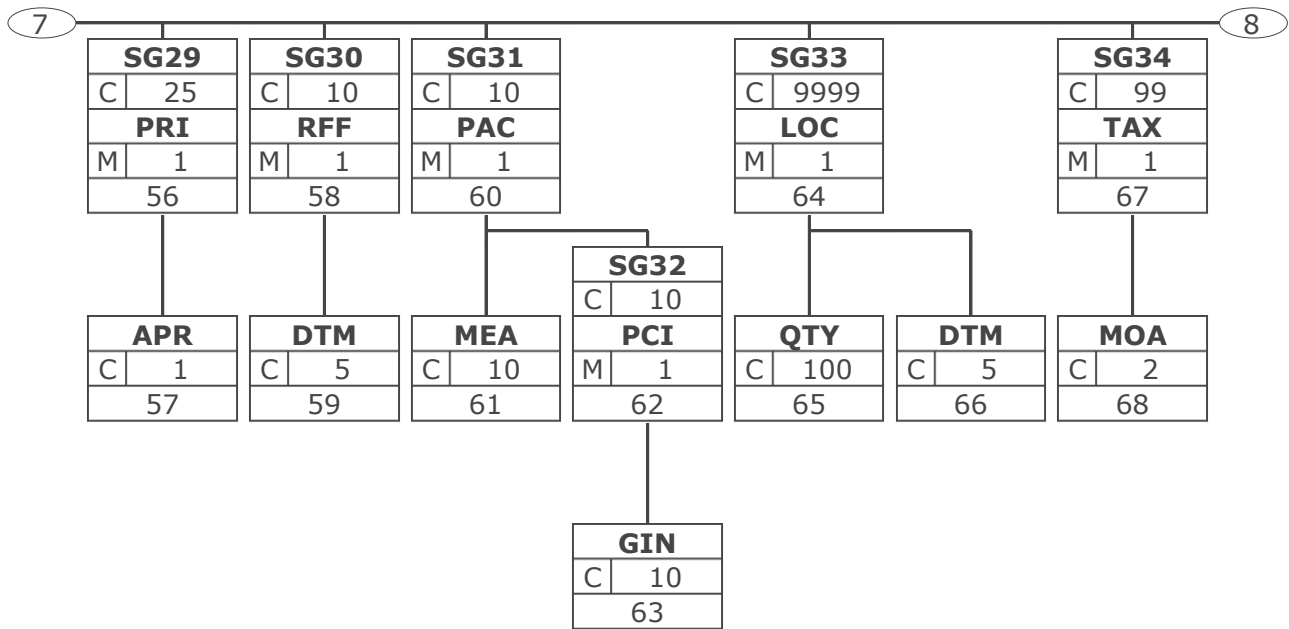 7
8
SG29
C 25
PRI
M 1
56
SG30
C 10
RFF
M 1
58
SG31
C 10
PAC
M 1
60
SG33
C 9999
LOC
M 1
64
SG34
C 99
TAX
M 1
67
SG32
C 10
PCI
M 1
62
APR
C 1
57
DTM
C 5
59
MEA
C 10
61
QTY
C 100
65
DTM
C 5
66
MOA
C 2
68
GIN
C 10
63